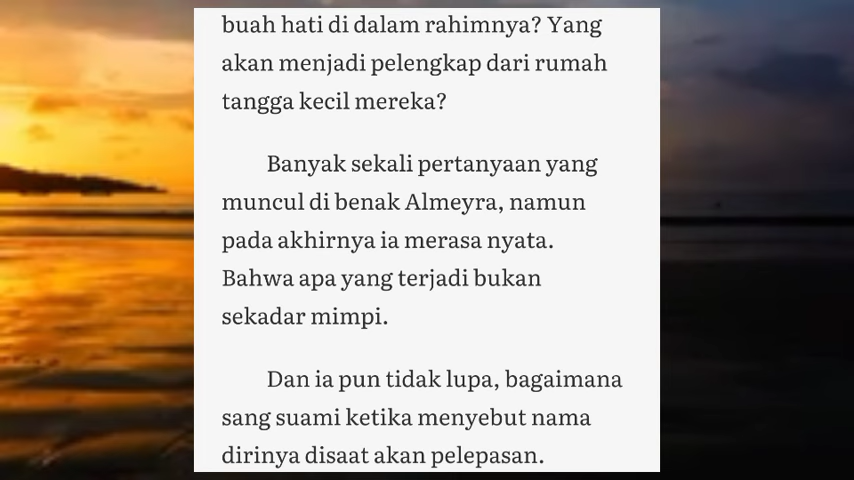 buah hati di dalam rahimnya? Yang
akan menjadi pelengkap dari rumah
tangga kecil mereka?
Banyak sekali pertanyaan yang
muncul di benak Almeyra, namun
pada akhirnya ia merasa nyata.
Bahwa apa yang terjadi bukan
sekadar mimpi.
Dan ia pun tidak lupa, bagaimana
sang suami ketika menyebut nama
dirinya disaat akan pelepasan.